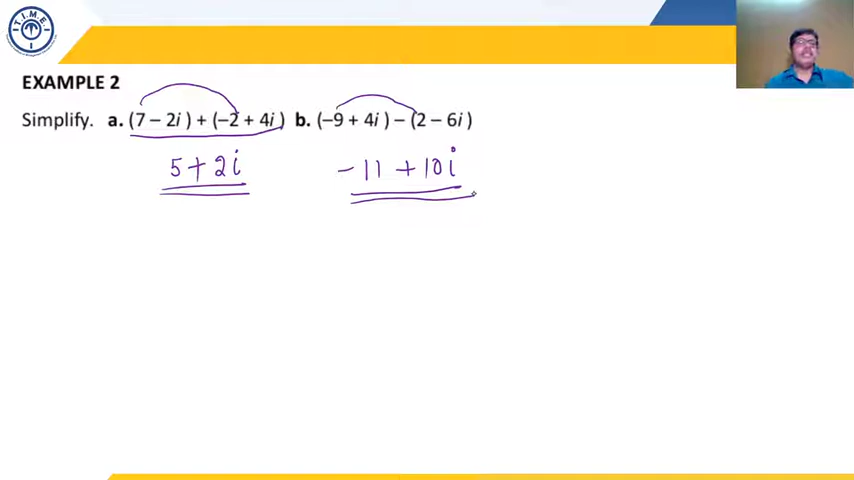 T.I.M.E.I
EXAMPLE 2
Simplify. a. (7 – 2i ) + (–2 + 4i ) b. (–9 + 4i ) – (2 – 6i )
5 + 2i
- 11 + 10i